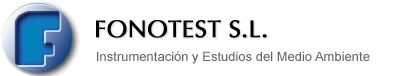 FONOTEST S.L.
Instrumentación y Estudios del Medio Ambiente